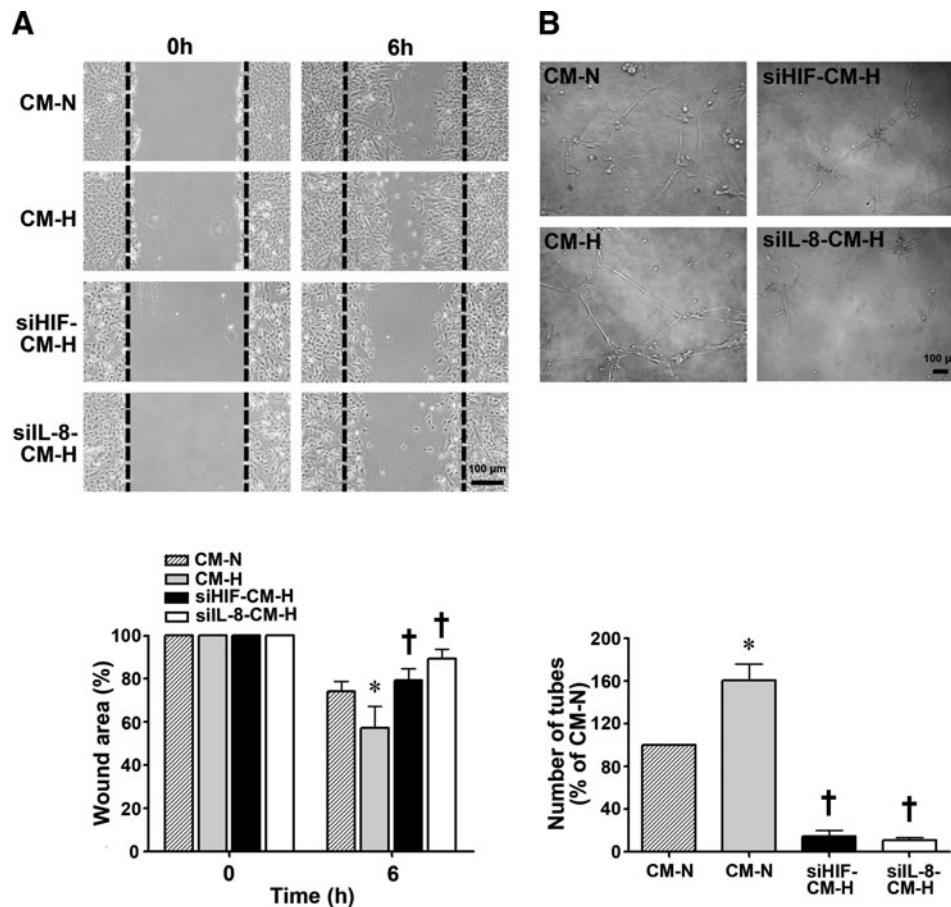 A
0h
6h
CM-N
CM-H
siHIF-
CM-H
siIL-8-
CM-H
100 µm
B
CM-N
siHIF-CM-H
CM-H
siIL-8-CM-H
100 µ
CM-N
CM-H
siHIF-CM-H
siIL-8-CM-H
Wound area (%)
100
80
60
40
20
0
*
†
†
0
6
Time (h)
Number of tubes
(% of CM-N)
200
160
120
80
40
0
*
†
†
CM-N
CM-N
siHIF-
CM-H
siIL-8-
CM-H